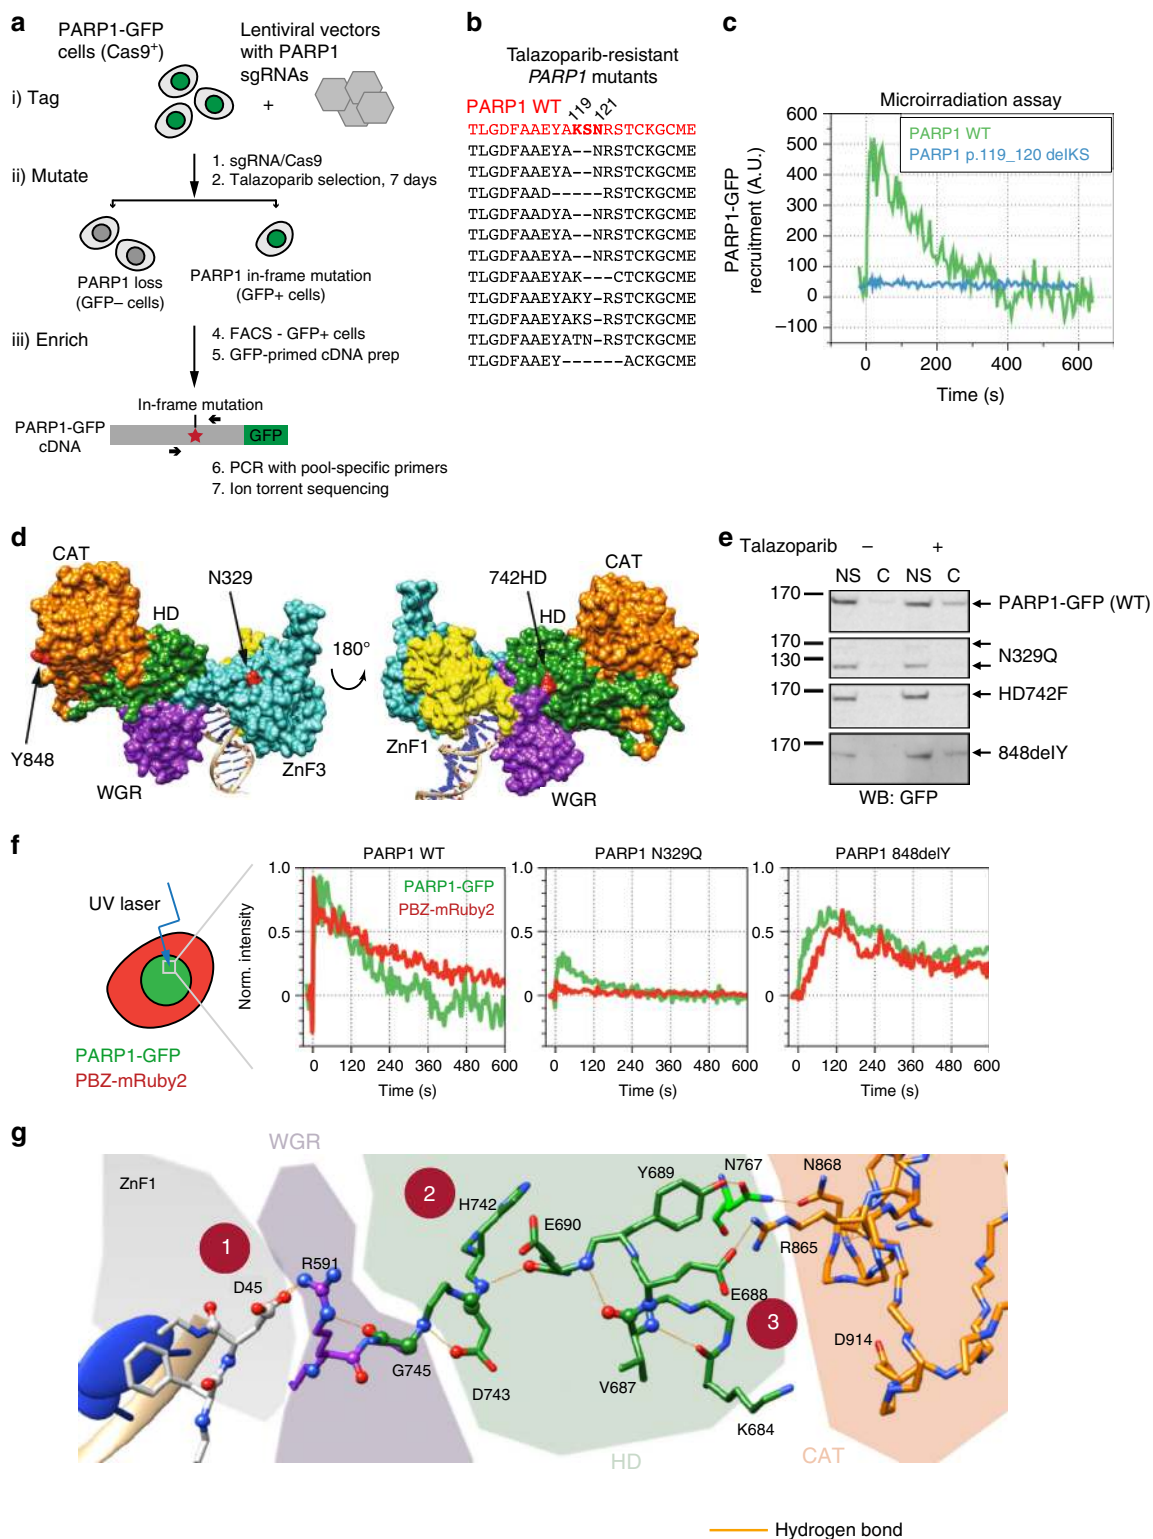 a
PARP1-GFP
cells (Cas9+)
Lentiviral vectors
with PARP1
sgRNAs
i) Tag
+
1. sgRNA/Cas9
2. Talazoparib selection, 7 days
ii) Mutate
PARP1 loss
(GFP– cells)
PARP1 in-frame mutation
(GFP+ cells)
iii) Enrich
4. FACS - GFP+ cells
5. GFP-primed cDNA prep
In-frame mutation
PARP1-GFP
cDNA
GFP
6. PCR with pool-specific primers
7. Ion torrent sequencing
b
Talazoparib-resistant
PARP1 mutants
PARP1 WT
119
121
TLGDFAAEYAKSNRSTCKGCME
TLGDFAAEYA--NRSTCKGCME
TLGDFAAEYA--NRSTCKGCME
TLGDFAAD-----RSTCKGCME
TLGDFAADYA--NRSTCKGCME
TLGDFAAEYA--NRSTCKGCME
TLGDFAAEYA--NRSTCKGCME
TLGDFAAEYAK---CTCKGCME
TLGDFAAEYAKY-RSTCKGCME
TLGDFAAEYAKS-RSTCKGCME
TLGDFAAEYATN-RSTCKGCME
TLGDFAAEY------ACKGCME
c
Microirradiation assay
PARP1 WT
PARP1 p.119_120 delKS
PARP1-GFP
recruitment (A.U.)
600
500
400
300
200
100
0
–100
0
200
400
600
Time (s)
d
CAT
HD
N329
180°
Y848
WGR
ZnF3
742HD
HD
CAT
ZnF1
WGR
e
Talazoparib
–
+
NS C NS C
170
PARP1-GFP (WT)
170
130
N329Q
170
HD742F
170
848delY
WB: GFP
f
UV laser
PARP1-GFP
PBZ-mRuby2
Norm. intensity
PARP1 WT
PARP1-GFP
PBZ-mRuby2
1.0
0.5
0
0 120 240 360 480 600
Time (s)
PARP1 N329Q
1.0
0.5
0
0 120 240 360 480 600
Time (s)
PARP1 848delY
1.0
0.5
0
0 120 240 360 480 600
Time (s)
g
WGR
ZnF1
1
2
3
D45
R591
G745
H742
D743
E690
Y689
N767
N868
R865
E688
V687
K684
D914
HD
CAT
Hydrogen bond